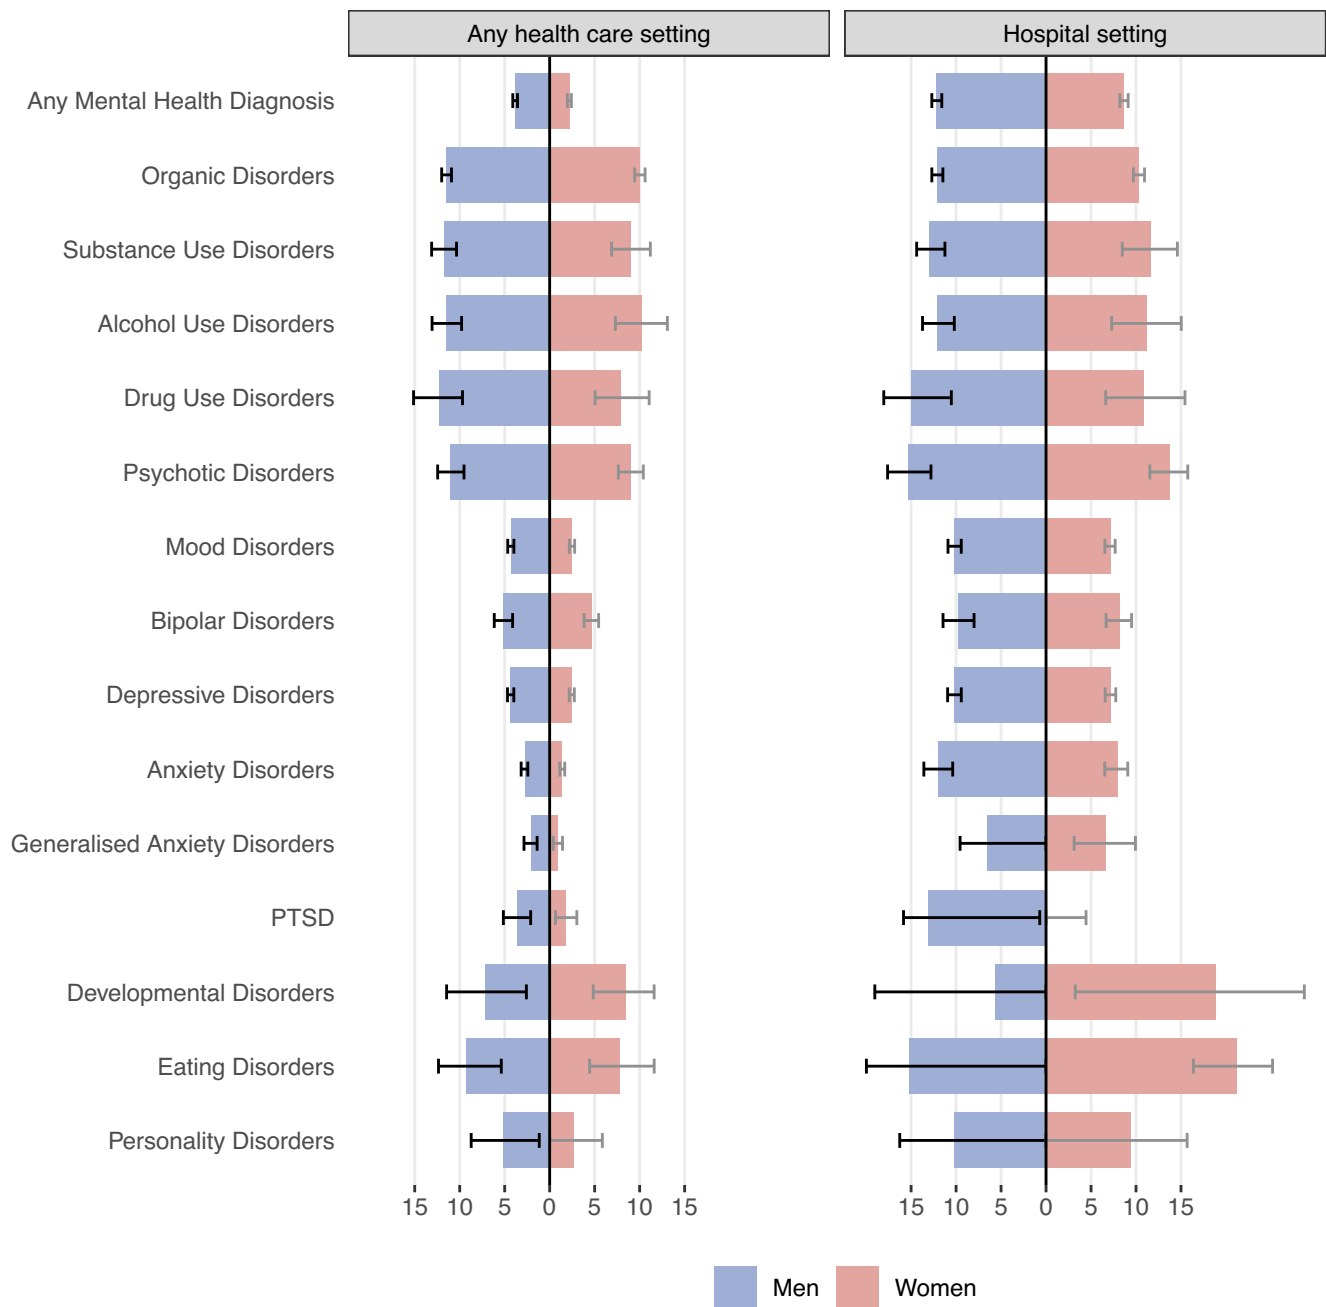 Any health care setting
Hospital setting
Any Mental Health Diagnosis
Organic Disorders
Substance Use Disorders
Alcohol Use Disorders
Drug Use Disorders
Psychotic Disorders
Mood Disorders
Bipolar Disorders
Depressive Disorders
Anxiety Disorders
Generalised Anxiety Disorders
PTSD
Developmental Disorders
Eating Disorders
Personality Disorders
15 10 5 0 5 10 15
15 10 5 0 5 10 15
Men Women